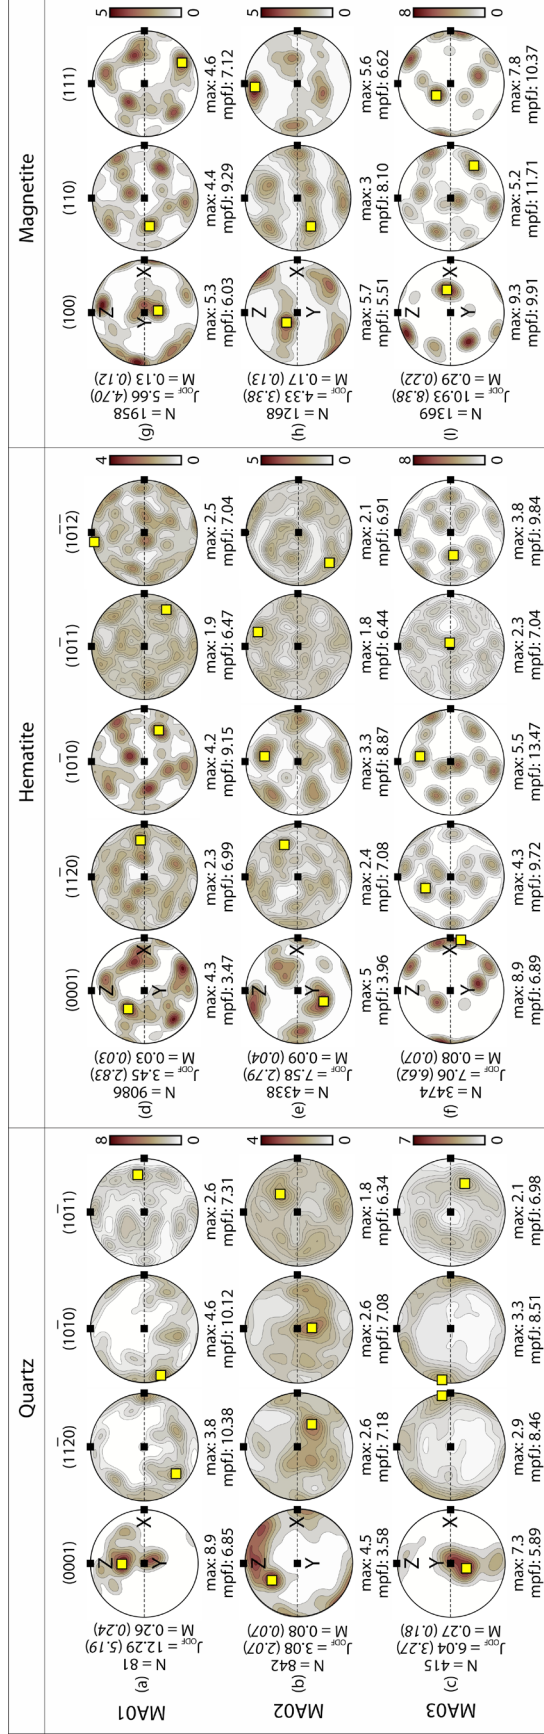 Quartz
Hematite
Magnetite
(0001) (112̄0) (101̄0) (101̄1)
(0001) (112̄0) (101̄0) (101̄1) (101̄2)
(100) (110) (111)
MA01
(a)
N = 81
J_ODF = 12.29 (5.19)
M = 0.26 (0.24)
Z
Y
X
8
0
max: 8.9 max: 3.8 max: 4.6 max: 2.6
mpfJ: 6.85 mpfJ: 10.38 mpfJ: 10.12 mpfJ: 7.31
(d)
N = 9086
J_ODF = 3.45 (2.83)
M = 0.03 (0.03)
Z
Y
X
4
0
max: 4.3 max: 2.3 max: 4.2 max: 1.9 max: 2.5
mpfJ: 3.47 mpfJ: 6.99 mpfJ: 9.15 mpfJ: 6.47 mpfJ: 7.04
(g)
N = 1958
J_ODF = 5.66 (4.70)
M = 0.13 (0.12)
Z
Y
X
5
0
max: 5.3 max: 4.4 max: 4.6
mpfJ: 6.03 mpfJ: 9.29 mpfJ: 7.12
MA02
(b)
N = 842
J_ODF = 3.08 (2.07)
M = 0.08 (0.07)
Z
Y
X
4
0
max: 4.5 max: 2.6 max: 2.6 max: 1.8
mpfJ: 3.58 mpfJ: 7.18 mpfJ: 7.08 mpfJ: 6.34
(e)
N = 4338
J_ODF = 7.58 (2.79)
M = 0.09 (0.04)
Z
Y
X
5
0
max: 5 max: 2.4 max: 3.3 max: 1.8 max: 2.1
mpfJ: 3.96 mpfJ: 7.08 mpfJ: 8.87 mpfJ: 6.44 mpfJ: 6.91
(h)
N = 1268
J_ODF = 4.33 (3.38)
M = 0.17 (0.13)
Z
Y
X
5
0
max: 5.7 max: 3 max: 5.6
mpfJ: 5.51 mpfJ: 8.10 mpfJ: 6.62
MA03
(c)
N = 415
J_ODF = 6.04 (3.27)
M = 0.27 (0.18)
Z
Y
X
7
0
max: 7.3 max: 2.9 max: 3.3 max: 2.1
mpfJ: 5.89 mpfJ: 8.46 mpfJ: 8.51 mpfJ: 6.98
(f)
N = 3474
J_ODF = 7.06 (6.62)
M = 0.08 (0.07)
Z
Y
X
8
0
max: 8.9 max: 4.3 max: 5.5 max: 2.3 max: 3.8
mpfJ: 6.89 mpfJ: 9.72 mpfJ: 13.47 mpfJ: 7.04 mpfJ: 9.84
(I)
N = 1369
J_ODF = 10.93 (8.38)
M = 0.29 (0.22)
Z
Y
X
8
0
max: 9.3 max: 5.2 max: 7.8
mpfJ: 9.91 mpfJ: 11.71 mpfJ: 10.37